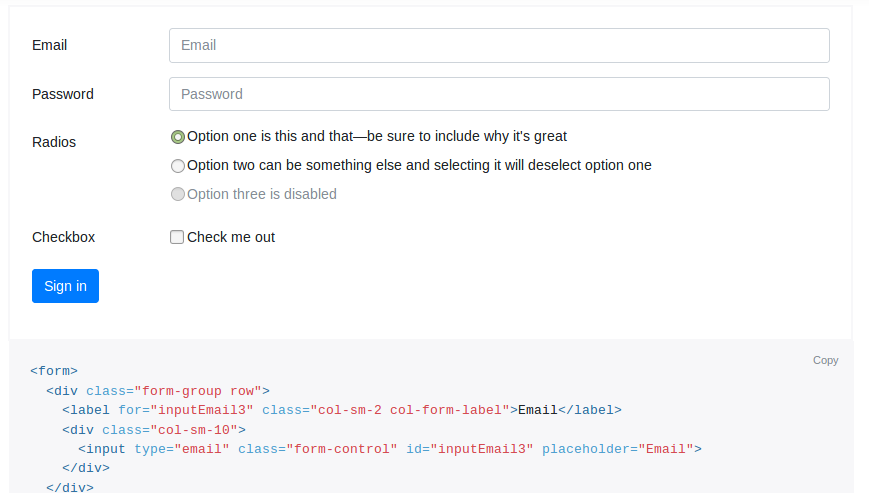 Email Email
Password Password
Radios Option one is this and that—be sure to include why it's great
Option two can be something else and selecting it will deselect option one
Option three is disabled
Checkbox Check me out
Sign in
Copy
<form>
<div class="form-group row">
<label for="inputEmail3" class="col-sm-2 col-form-label">Email</label>
<div class="col-sm-10">
<input type="email" class="form-control" id="inputEmail3" placeholder="Email">
</div>
</div>